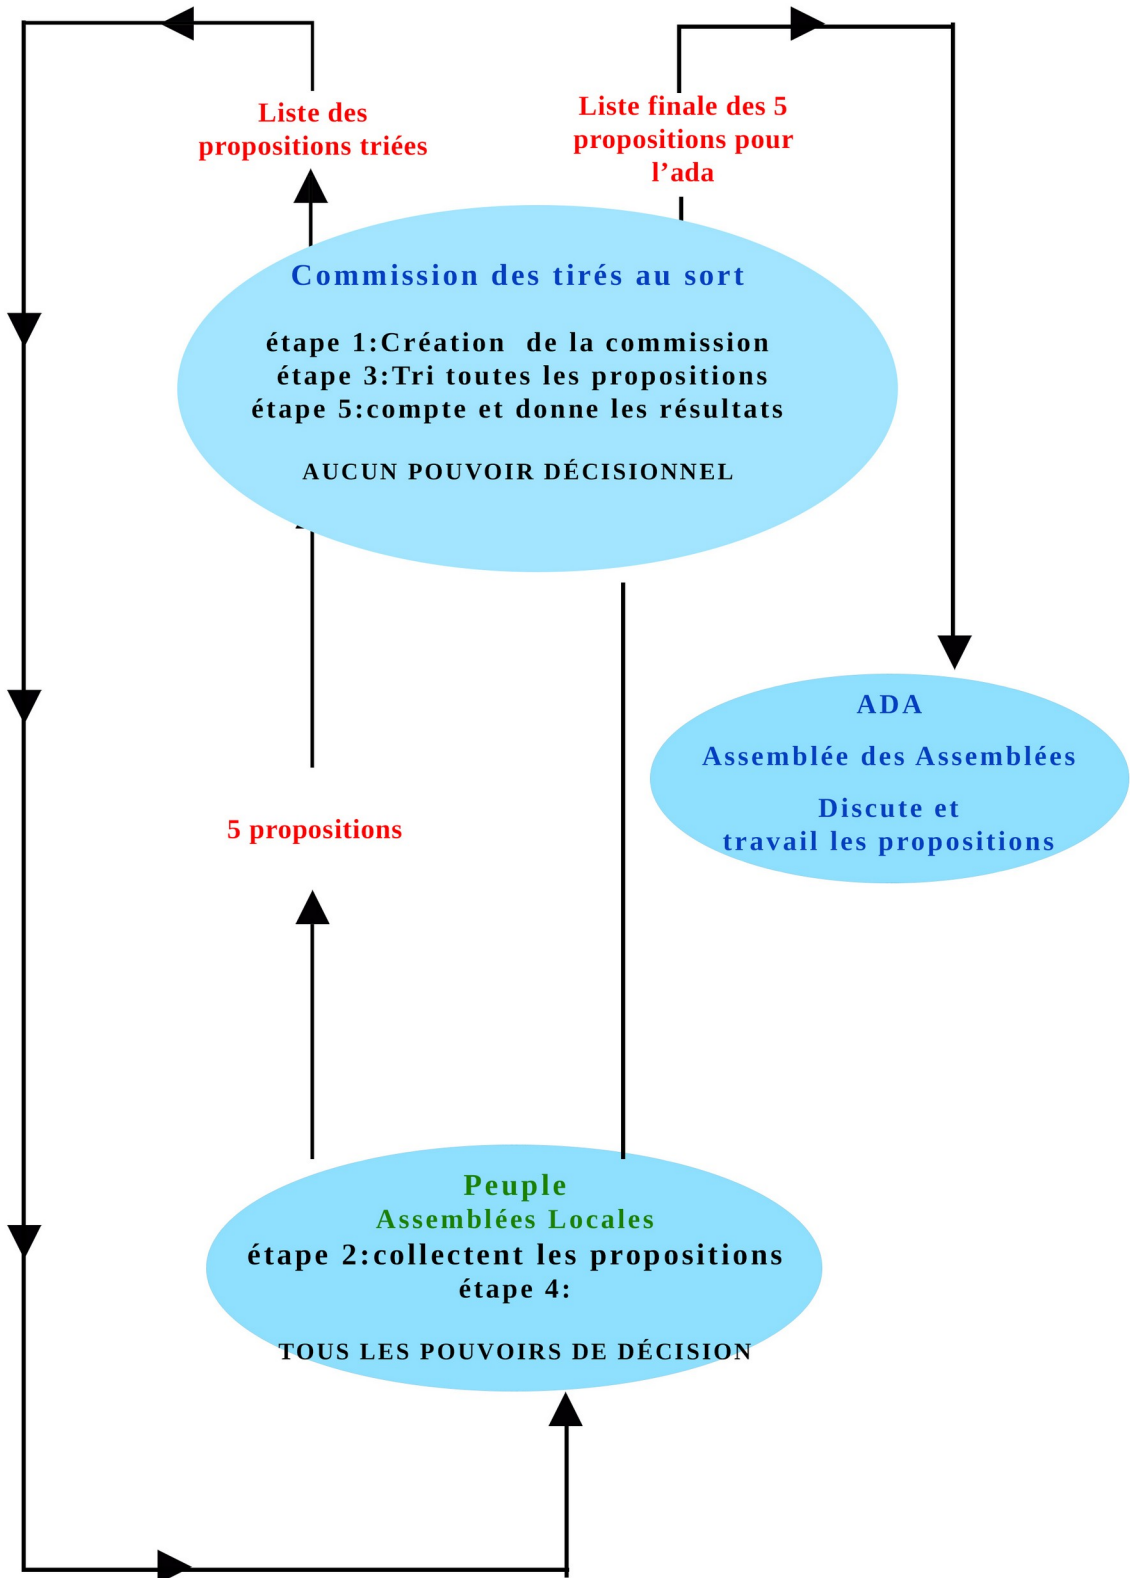 Liste des
propositions triées
Liste finale des 5
propositions pour
l’ada
Commission des tirés au sort
étape 1:Création de la commission
étape 3:Tri toutes les propositions
étape 5:compte et donne les résultats
AUCUN POUVOIR DÉCISIONNEL
ADA
Assemblée des Assemblées
Discute et
travail les propositions
5 propositions
Peuple
Assemblées Locales
étape 2:collectent les propositions
étape 4:
TOUS LES POUVOIRS DE DÉCISION